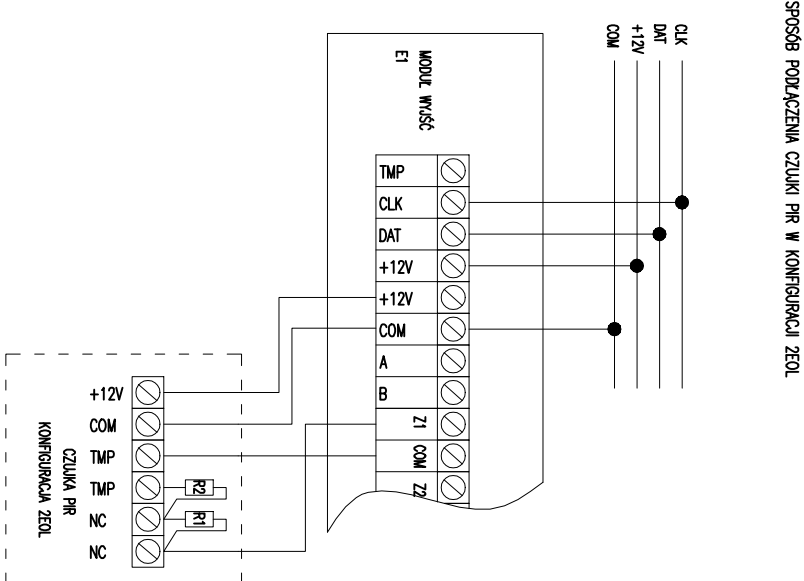 SPOSÓB PODŁĄCZENIA CZUJKI PIR W KONFIGURACJI 2EOL
CLK
DAT
+12V
COM
MODUŁ WYJŚĆ
E1
TMP
CLK
DAT
+12V
+12V
COM
A
B
Z1
COM
Z2
+12V
COM
TMP
TMP
NC
NC
R2
R1
CZUJKA PIR
KONFIGURACJA 2EOL